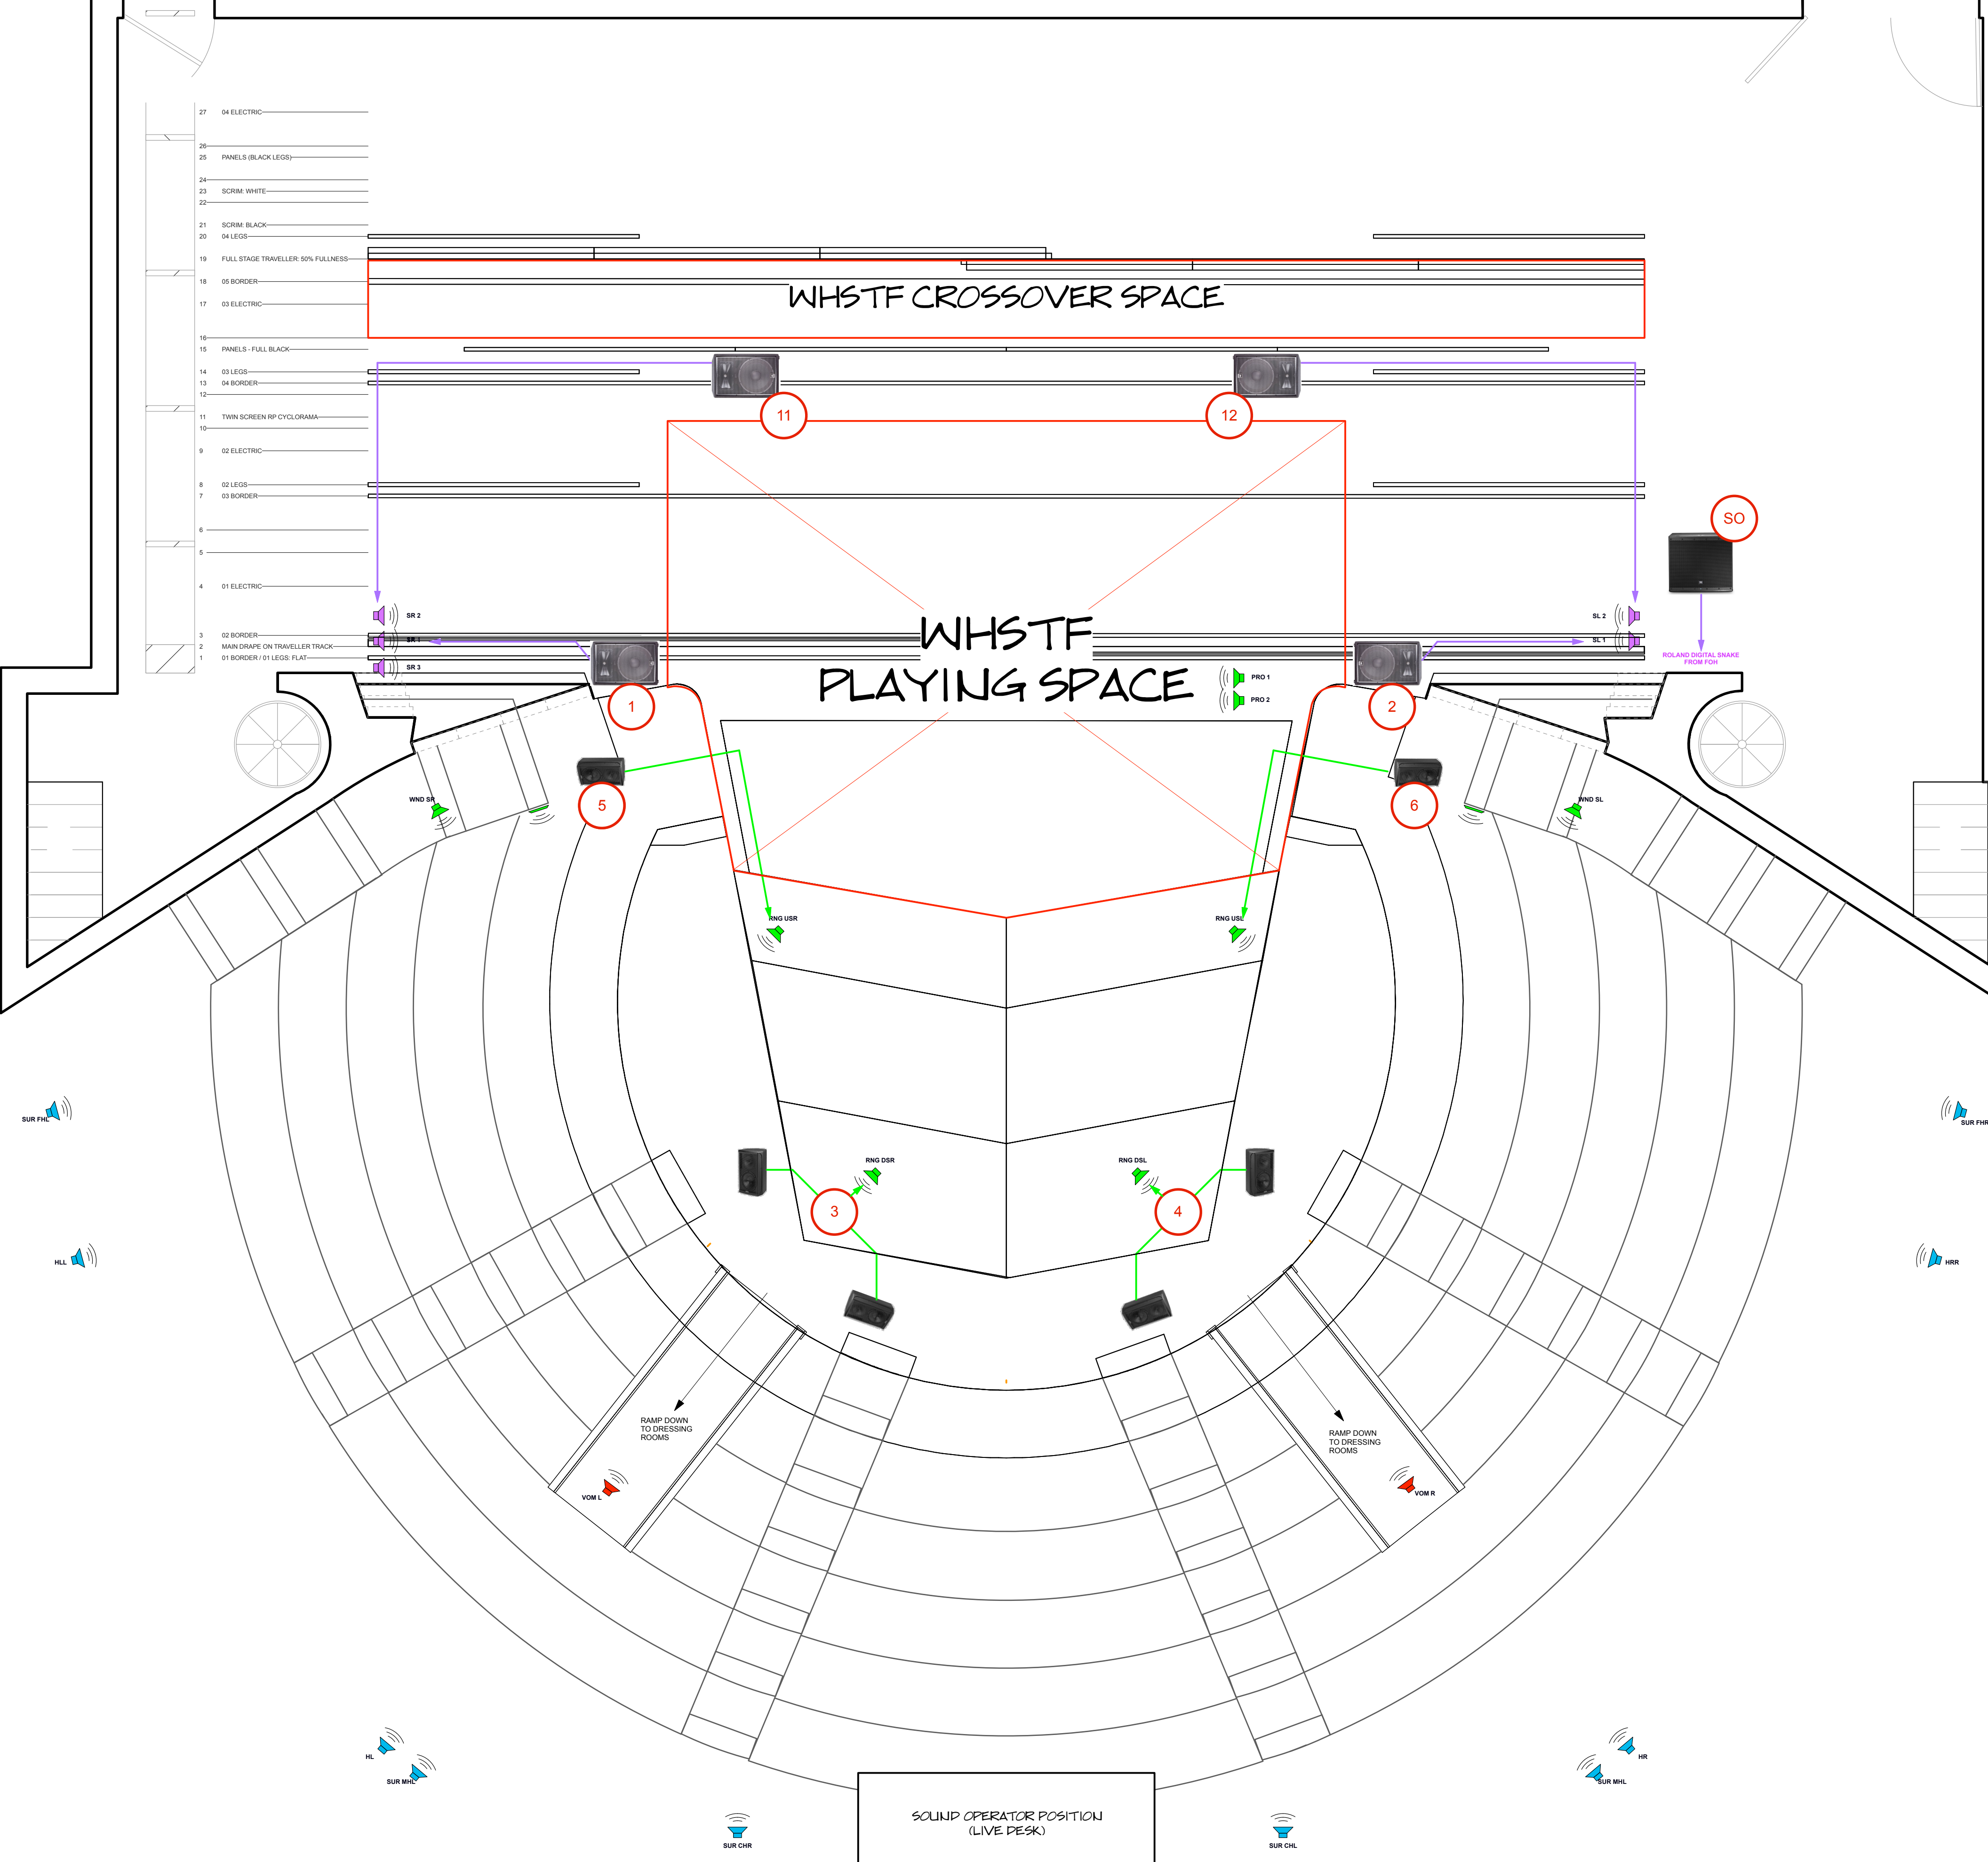 27 04 ELECTRIC
26
25 PANELS (BLACK LEGS)
24
23 SCRIM: WHITE
22
21 SCRIM: BLACK
20 04 LEGS
19 FULL STAGE TRAVELLER: 50% FULLNESS
18 05 BORDER
17 03 ELECTRIC
WHSTF CROSSOVER SPACE
16
15 PANELS - FULL BLACK
14 03 LEGS
13 04 BORDER
12
11 TWIN SCREEN RP CYCLORAMA
10
11
12
9 02 ELECTRIC
8 02 LEGS
7 03 BORDER
SO
6
5
4 01 ELECTRIC
SR 2
SL 2
3 02 BORDER
2 MAIN DRAPE ON TRAVELLER TRACK
1 01 BORDER / 01 LEGS: FLAT
SR 1
SL 1
SR 3
WHSTF
PLAYING SPACE
ROLAND DIGITAL SNAKE
FROM FOH
PRO 1
PRO 2
1
2
WND SR
5
6
WND SL
RNG USR
RNG USL
SUR FHL
SUR FHR
RNG DSR
RNG DSL
3
4
HLL
HRR
RAMP DOWN
TO DRESSING
ROOMS
RAMP DOWN
TO DRESSING
ROOMS
VOM L
VOM R
HL
HR
SUR MHL
SUR MHL
SOUND OPERATOR POSITION
(LIVE DESK)
SUR CHR
SUR CHL